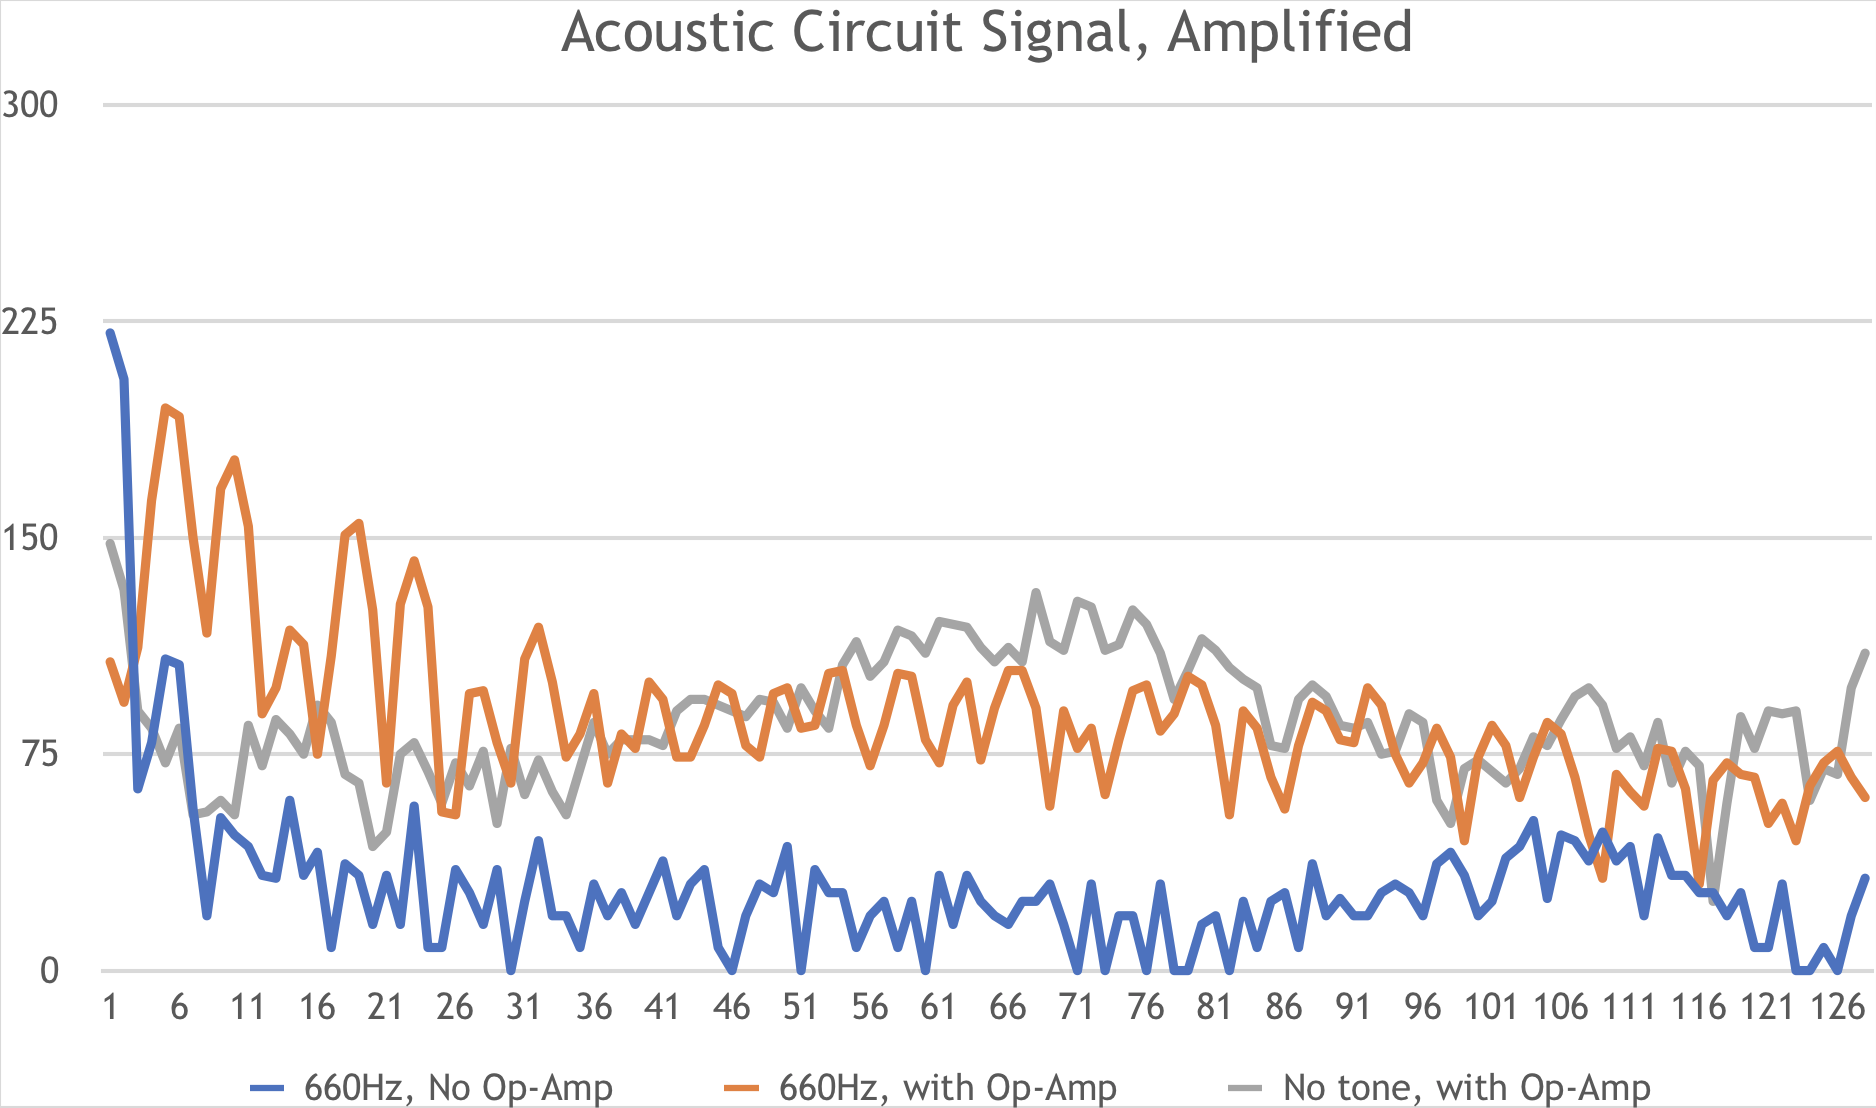 Acoustic Circuit Signal, Amplified
300
225
150
75
0
1 6 11 16 21 26 31 36 41 46 51 56 61 66 71 76 81 86 91 96 101 106 111 116 121 126
660Hz, No Op-Amp 660Hz, with Op-Amp No tone, with Op-Amp